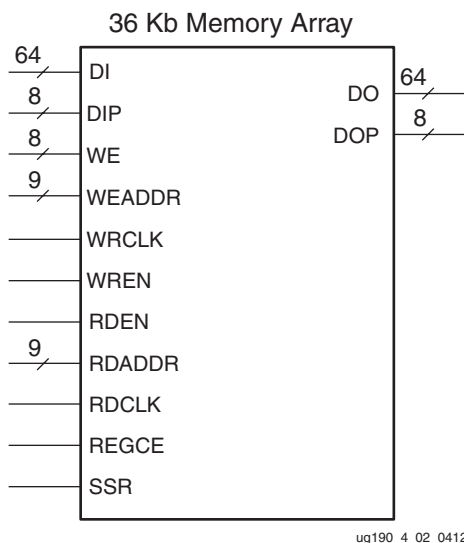 36 Kb Memory Array
64
DI
8
DIP
8
WE
9
WEADDR
WRCLK
WREN
RDEN
9
RDADDR
RDCLK
REGCE
SSR
DO
64
DOP
8
ug190_4_02_0412